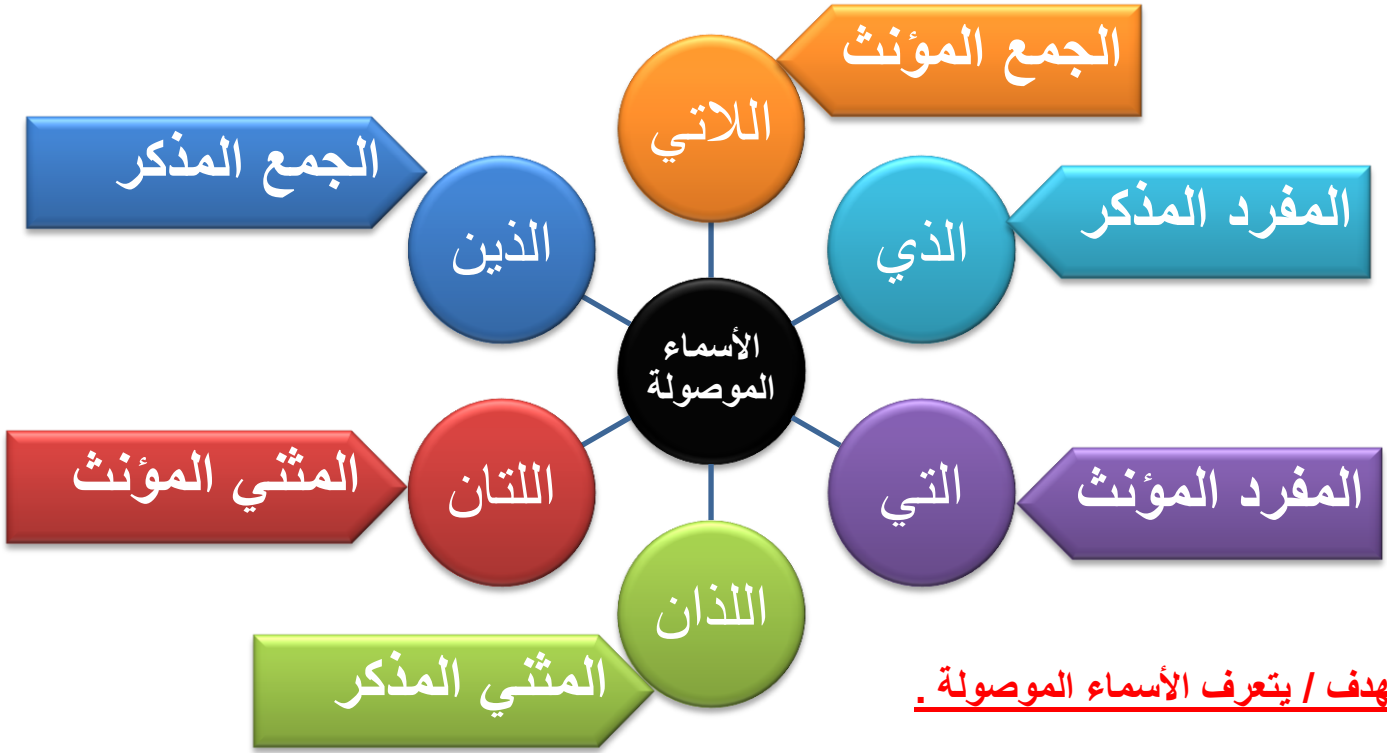 الجمع المؤنث
اللاتي
الجمع المذكر
الذين
المفرد المذكر
الذي
الأسماء
الموصولة
المثني المؤنث
اللتان
المفرد المؤنث
التي
اللذان
المثني المذكر
هدف / يتعرف الأسماء الموصولة .